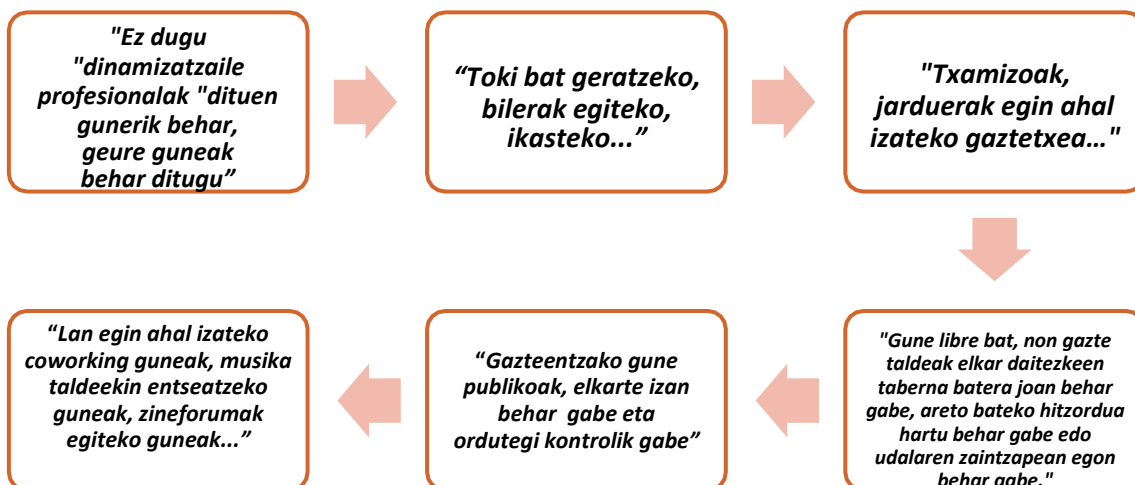 "Ez dugu
"dinamizatzaile
profesionalak "dituen
gunerik behar,
geure guneak
behar ditugu”
“Toki bat geratzeko,
bilerak egiteko,
ikasteko...”
"Txamizoak,
jarduerak egin ahal
izateko gaztetxea…"
"Gune libre bat, non gazte
taldeak elkar daitezkeen
taberna batera joan behar
gabe, areto bateko hitzordua
hartu behar gabe edo
udalaren zaintzapean egon
behar gabe."
“Gazteentzako gune
publikoak, elkarte izan
behar gabe eta
ordutegi kontrolik gabe”
“Lan egin ahal izateko
coworking guneak, musika
taldeekin entseatzeko
guneak, zineforumak
egiteko guneak...”